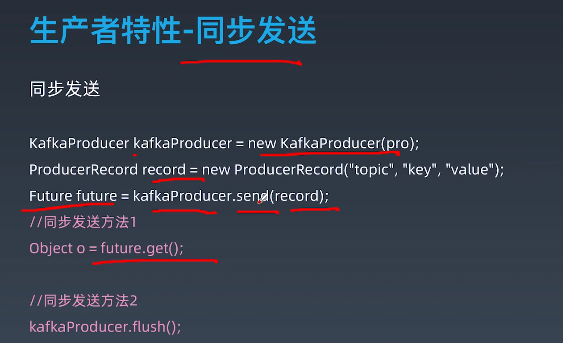 生产者特性-同步发送
同步发送
KafkaProducer kafkaProducer = new KafkaProducer(pro);
ProducerRecord record = new ProducerRecord("topic", "key", "value");
Future future = kafkaProducer.send(record);
//同步发送方法1
Object o = future.get();
//同步发送方法2
kafkaProducer.flush();